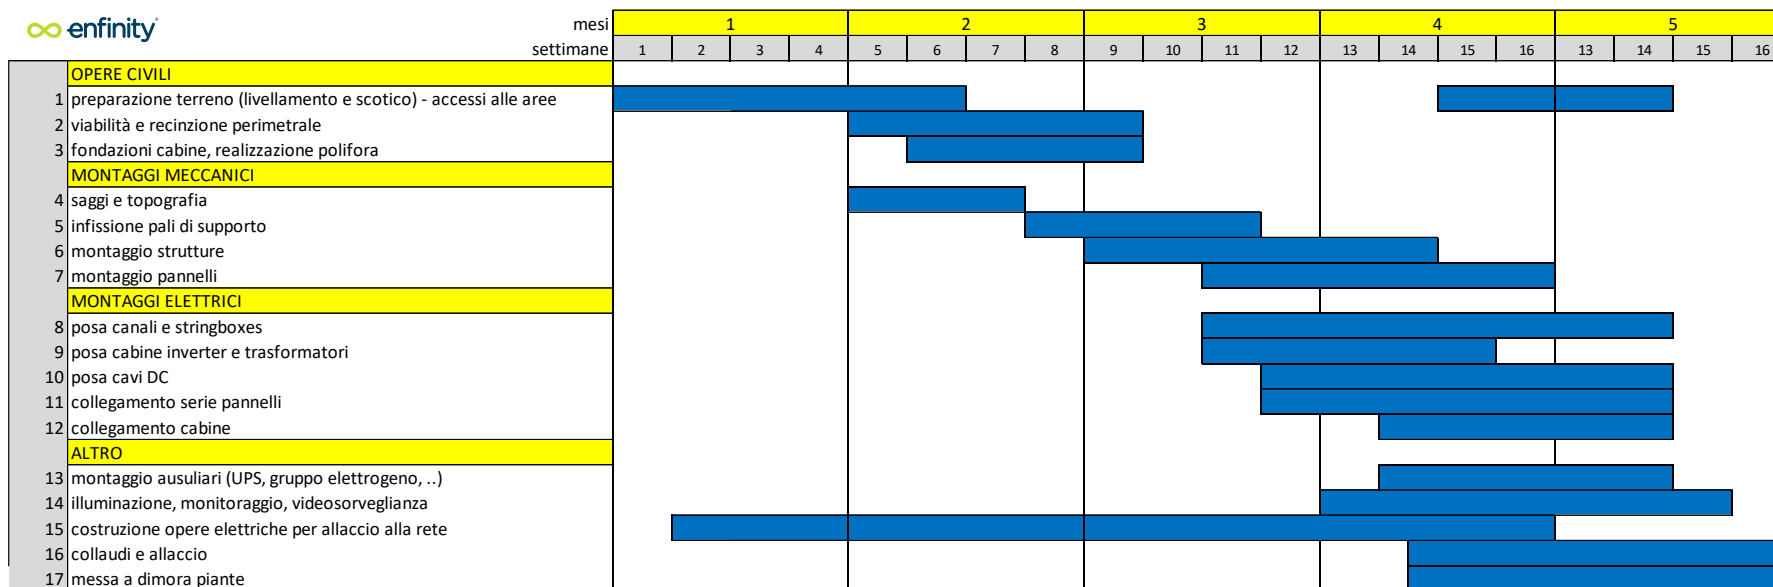 enfinity
mesi 1 2 3 4 5
settimane 1 2 3 4 5 6 7 8 9 10 11 12 13 14 15 16 13 14 15 16
OPERE CIVILI
1 preparazione terreno (livellamento e scotico) - accessi alle aree
2 viabilità e recinzione perimetrale
3 fondazioni cabine, realizzazione polifora
MONTAGGI MECCANICI
4 saggi e topografia
5 infissione pali di supporto
6 montaggio strutture
7 montaggio pannelli
MONTAGGI ELETTRICI
8 posa canali e stringboxes
9 posa cabine inverter e trasformatori
10 posa cavi DC
11 collegamento serie pannelli
12 collegamento cabine
ALTRO
13 montaggio ausuliari (UPS, gruppo elettrogeno, ..)
14 illuminazione, monitoraggio, videosorveglianza
15 costruzione opere elettriche per allaccio alla rete
16 collaudi e allaccio
17 messa a dimora piante